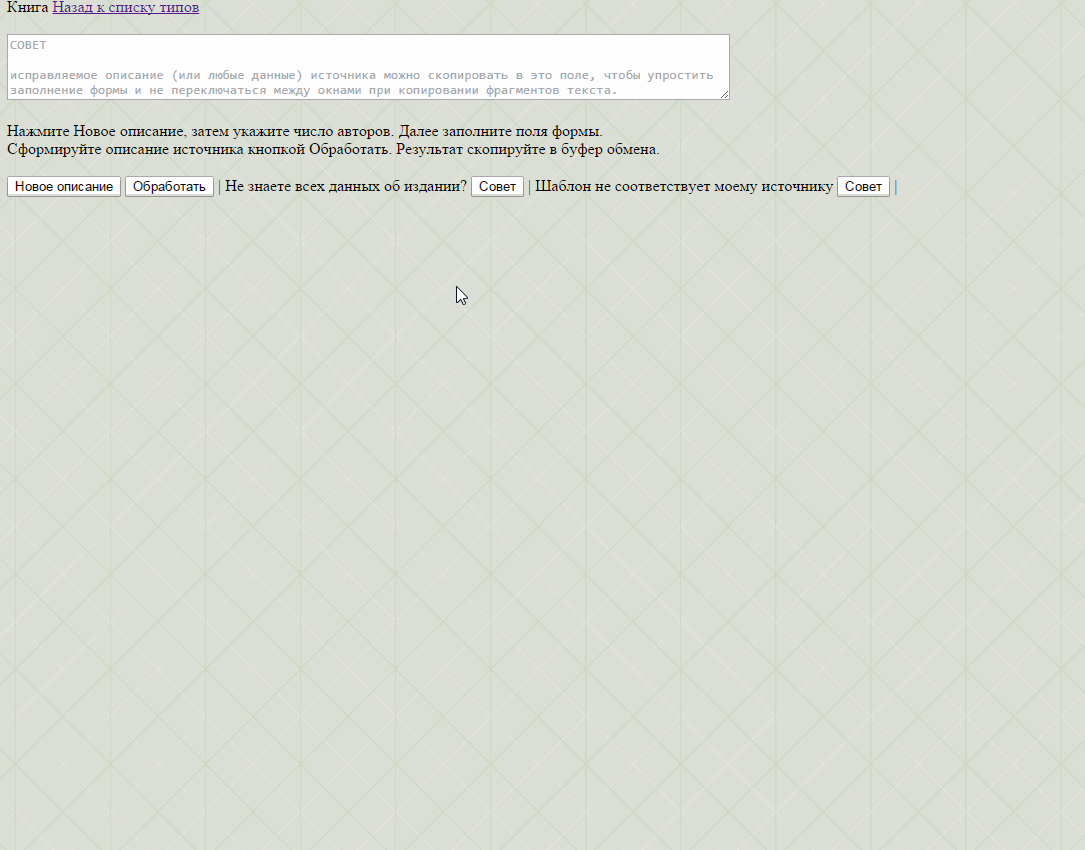 Книга Назад к списку типов
СОВЕТ
исправляемое описание (или любые данные) источника можно скопировать в это поле, чтобы упростить
заполнение формы и не переключаться между окнами при копировании фрагментов текста.
Нажмите Новое описание, затем укажите число авторов. Далее заполните поля формы.
Сформируйте описание источника кнопкой Обработать. Результат скопируйте в буфер обмена.
Новое описание Обработать | Не знаете всех данных об издании? Совет | Шаблон не соответствует моему источнику Совет |